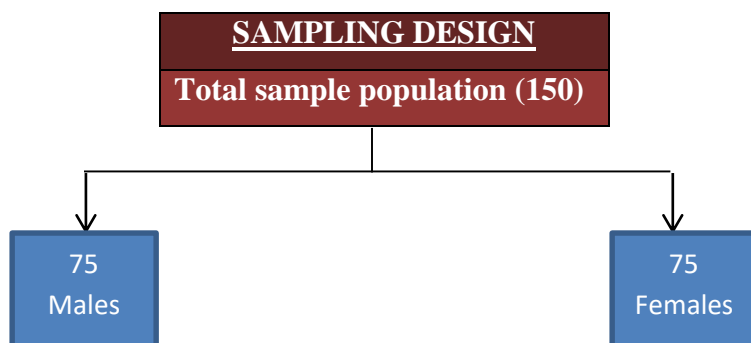 SAMPLING DESIGN
Total sample population (150)
75
Males
75
Females